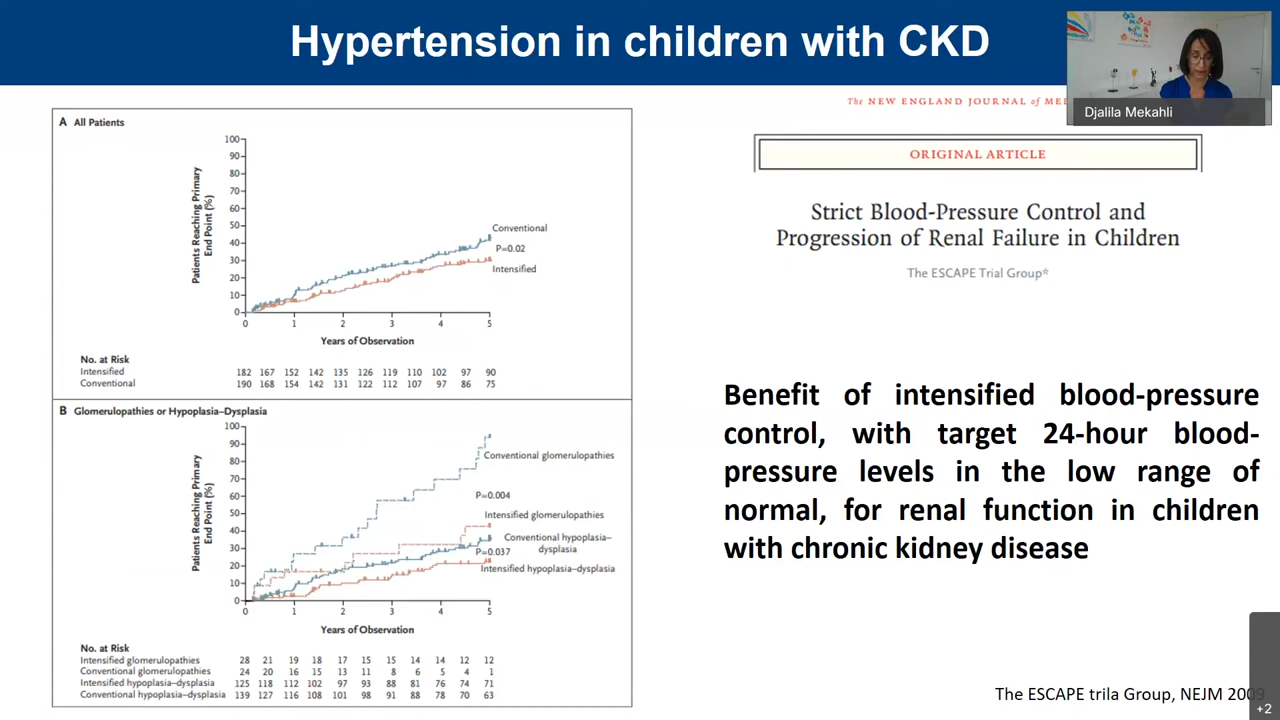 Hypertension in children with CKD
Djalila Mekahli
A All Patients
Patients Reaching Primary
End Point (%)
100
90
80
70
60
50
40
30
20
10
0
Conventional
P=0.02
Intensified
0 1 2 3 4 5
Years of Observation
No. at Risk
Intensified 182 167 152 142 135 126 119 110 102 97 90
Conventional 190 168 154 142 131 122 112 107 97 86 75
B Glomerulopathies or Hypoplasia–Dysplasia
Patients Reaching Primary
End Point (%)
100
90
80
70
60
50
40
30
20
10
0
Conventional glomerulopathies
P=0.004
Intensified glomerulopathies
Conventional hypoplasia–
dysplasia
P=0.037
Intensified hypoplasia–dysplasia
0 1 2 3 4 5
Years of Observation
No. at Risk
Intensified glomerulopathies 28 21 19 18 17 15 15 14 14 12 12
Conventional glomerulopathies 24 20 16 15 13 11 8 6 5 4 1
Intensified hypoplasia–dysplasia 125 118 112 102 97 93 88 81 76 74 71
Conventional hypoplasia–dysplasia 139 127 116 108 101 98 91 88 78 70 63
The NEW ENGLAND JOURNAL of
ORIGINAL ARTICLE
Strict Blood-Pressure Control and
Progression of Renal Failure in Children
The ESCAPE Trial Group*
Benefit of intensified blood-pressure
control, with target 24-hour blood-
pressure levels in the low range of
normal, for renal function in children
with chronic kidney disease
The ESCAPE trila Group, NEJM 2009
+2